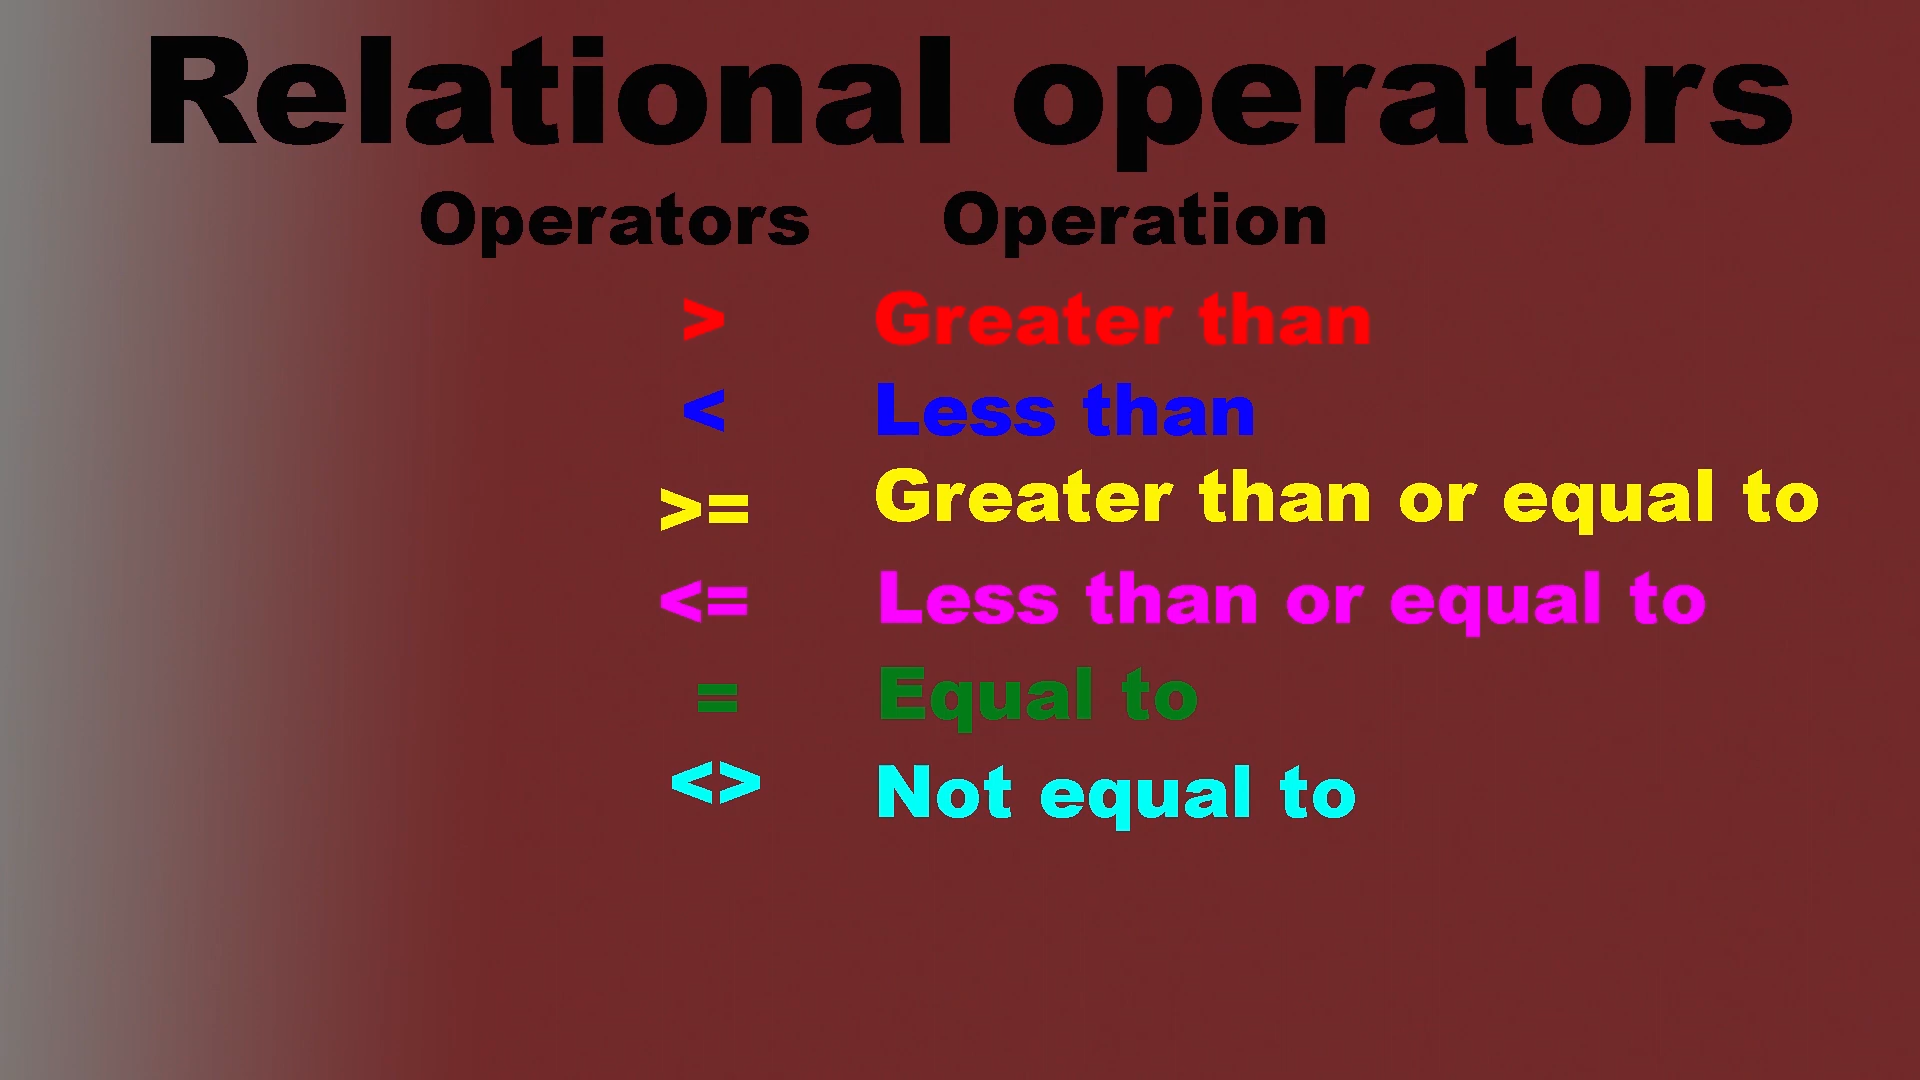 Relational operators
Operators Operation
> Greater than
< Less than
>= Greater than or equal to
<= Less than or equal to
= Equal to
<> Not equal to